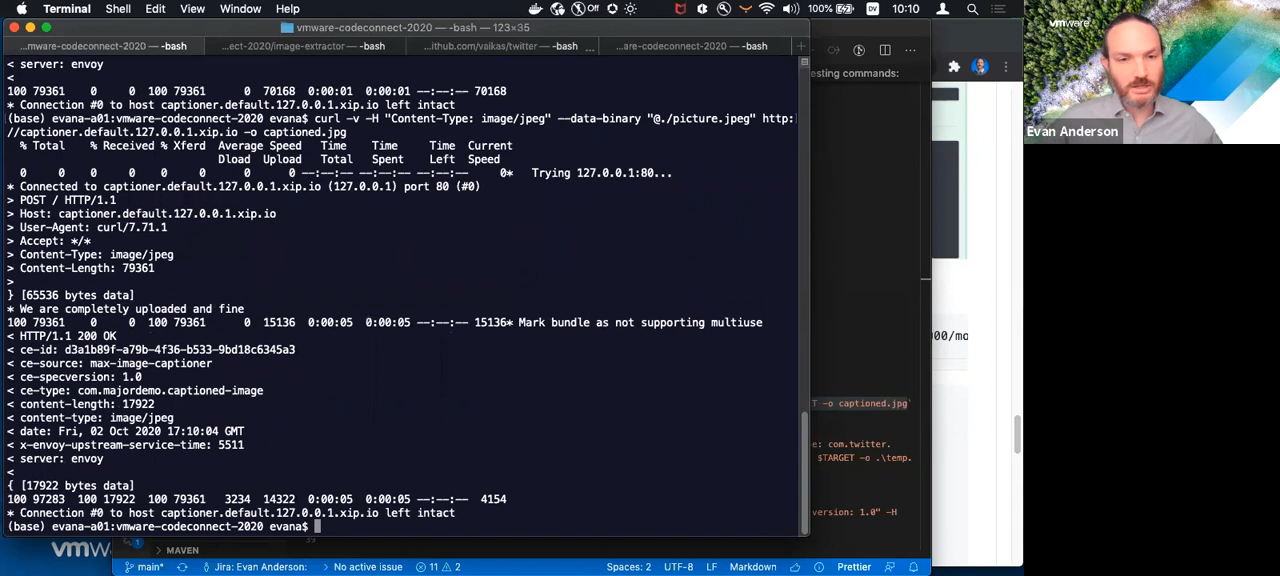 Terminal Shell Edit View Window Help
Off 100% DV 10:10
vmware-codeconnect-2020 — -bash — 123×35
...mware-codeconnect-2020 — -bash ...ect-2020/image-extractor — -bash ...ithub.com/vaikas/twitter — -bash ... ...are-codeconnect-2020 — -bash +
< server: envoy
<
100 79361 0 0 100 79361 0 70168 0:00:01 0:00:01 --:--:-- 70168
* Connection #0 to host captioner.default.127.0.0.1.xip.io left intact
(base) evana-a01:vmware-codeconnect-2020 evana$ curl -v -H "Content-Type: image/jpeg" --data-binary "@./picture.jpeg" http:
//captioner.default.127.0.0.1.xip.io -o captioned.jpg
% Total % Received % Xferd Average Speed Time Time Time Current
Dload Upload Total Spent Left Speed
0 0 0 0 0 0 0 0 --:--:-- --:--:-- --:--:-- 0* Trying 127.0.0.1:80...
* Connected to captioner.default.127.0.0.1.xip.io (127.0.0.1) port 80 (#0)
> POST / HTTP/1.1
> Host: captioner.default.127.0.0.1.xip.io
> User-Agent: curl/7.71.1
> Accept: */*
> Content-Type: image/jpeg
> Content-Length: 79361
>
} [65536 bytes data]
* We are completely uploaded and fine
100 79361 0 0 100 79361 0 15136 0:00:05 0:00:05 --:--:-- 15136* Mark bundle as not supporting multiuse
< HTTP/1.1 200 OK
< ce-id: d3a1b89f-a79b-4f36-b533-9bd18c6345a3
< ce-source: max-image-captioner
< ce-specversion: 1.0
< ce-type: com.majordemo.captioned-image
< content-length: 17922
< content-type: image/jpeg
< date: Fri, 02 Oct 2020 17:10:04 GMT
< x-envoy-upstream-service-time: 5511
< server: envoy
<
{ [17922 bytes data]
100 97283 100 17922 100 79361 3234 14322 0:00:05 0:00:05 --:--:-- 4154
* Connection #0 to host captioner.default.127.0.0.1.xip.io left intact
(base) evana-a01:vmware-codeconnect-2020 evana$
esting commands:
T -o captioned.jpg`
e: com.twitter.
$TARGET -o .\temp.
version: 1.0" -H
000/mo
vmware
Evan Anderson
vmw
1
> MAVEN
main* Jira: Evan Anderson: > No active issue 11 2 Spaces: 2 UTF-8 LF Markdown Prettier